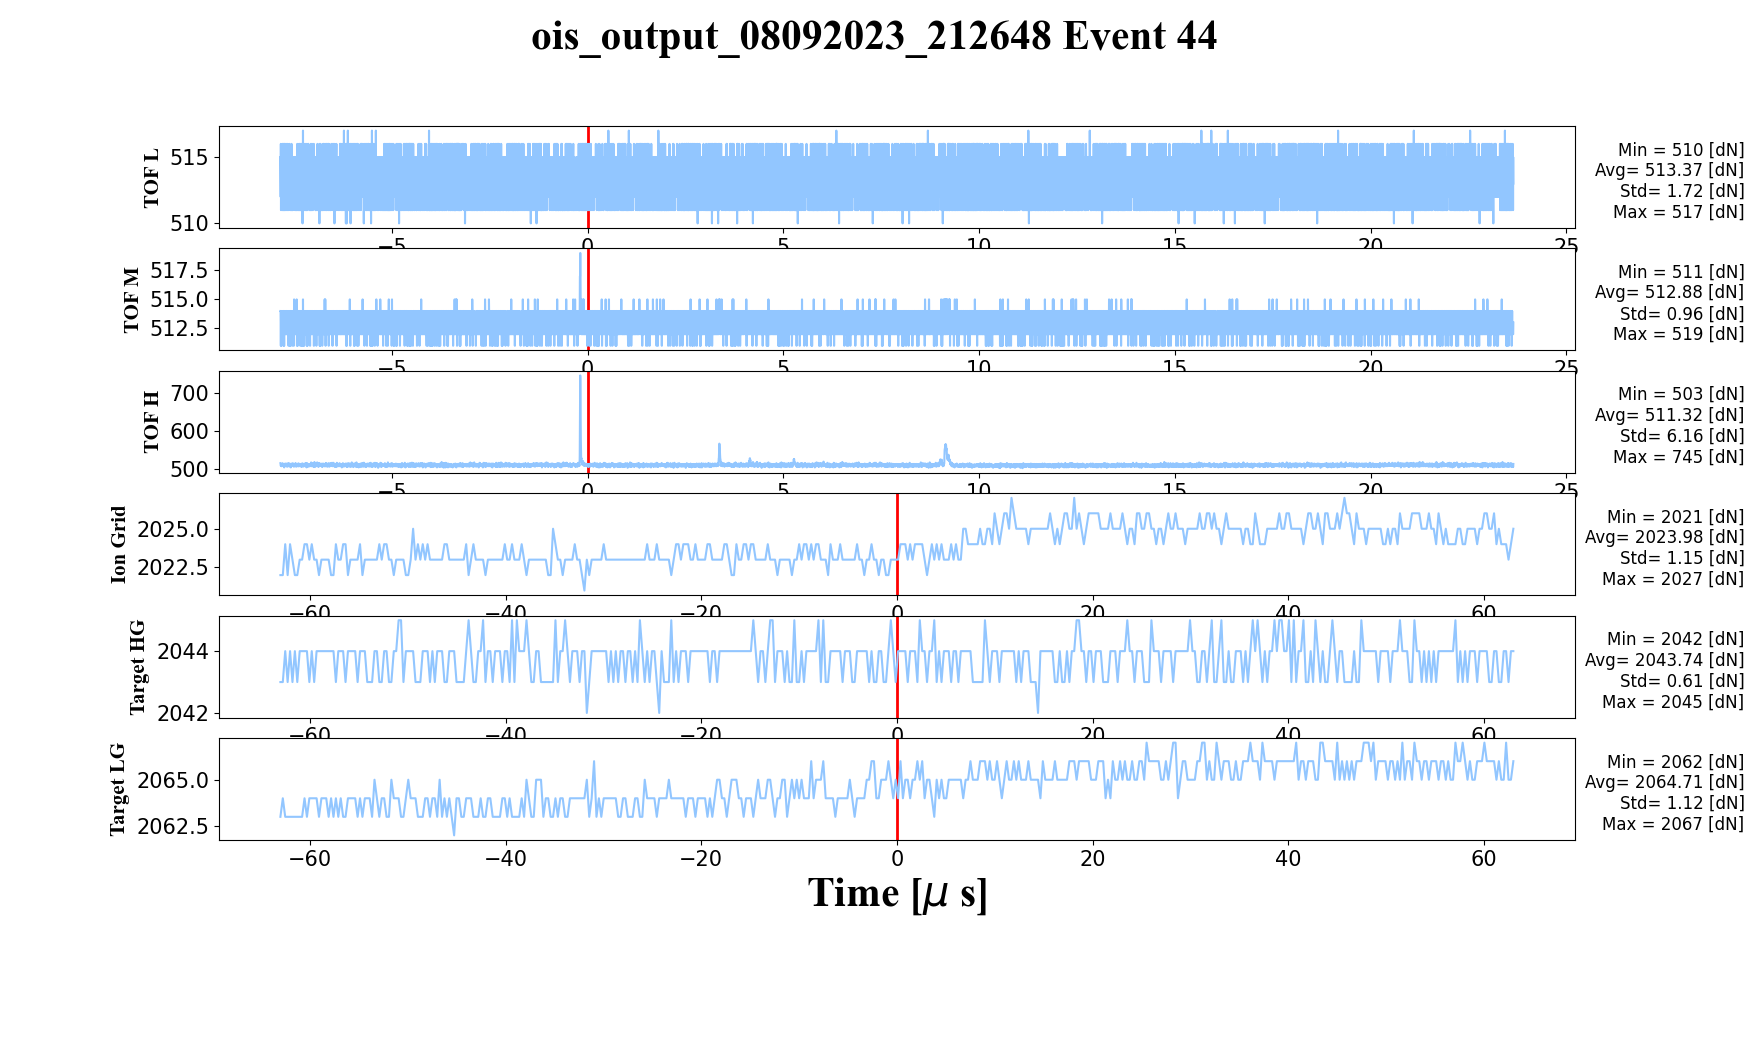 ois_output_08092023_212648 Event 44
TOF L
515
510
−5 0 5 10 15 20 25
Min = 510 [dN]
Avg= 513.37 [dN]
Std= 1.72 [dN]
Max = 517 [dN]
TOF M
517.5
515.0
512.5
−5 0 5 10 15 20 25
Min = 511 [dN]
Avg= 512.88 [dN]
Std= 0.96 [dN]
Max = 519 [dN]
TOF H
700
600
500
−5 0 5 10 15 20 25
Min = 503 [dN]
Avg= 511.32 [dN]
Std= 6.16 [dN]
Max = 745 [dN]
Ion Grid
2025.0
2022.5
−60 −40 −20 0 20 40 60
Min = 2021 [dN]
Avg= 2023.98 [dN]
Std= 1.15 [dN]
Max = 2027 [dN]
Target HG
2044
2042
−60 −40 −20 0 20 40 60
Min = 2042 [dN]
Avg= 2043.74 [dN]
Std= 0.61 [dN]
Max = 2045 [dN]
Target LG
2065.0
2062.5
−60 −40 −20 0 20 40 60
Min = 2062 [dN]
Avg= 2064.71 [dN]
Std= 1.12 [dN]
Max = 2067 [dN]
Time [μ s]